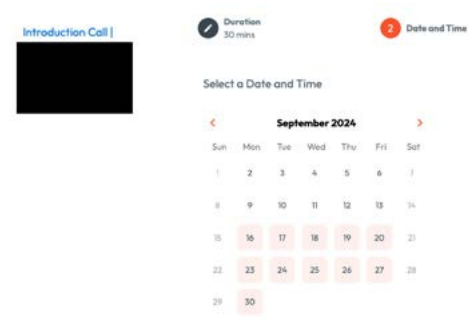 Introduction Call |
Duration
30 mins
2 Date and Time
Select a Date and Time
< September 2024 >
Sun Mon Tue Wed Thu Fri Sat
1 2 3 4 5 6 7
8 9 10 11 12 13 14
15 16 17 18 19 20 21
22 23 24 25 26 27 28
29 30